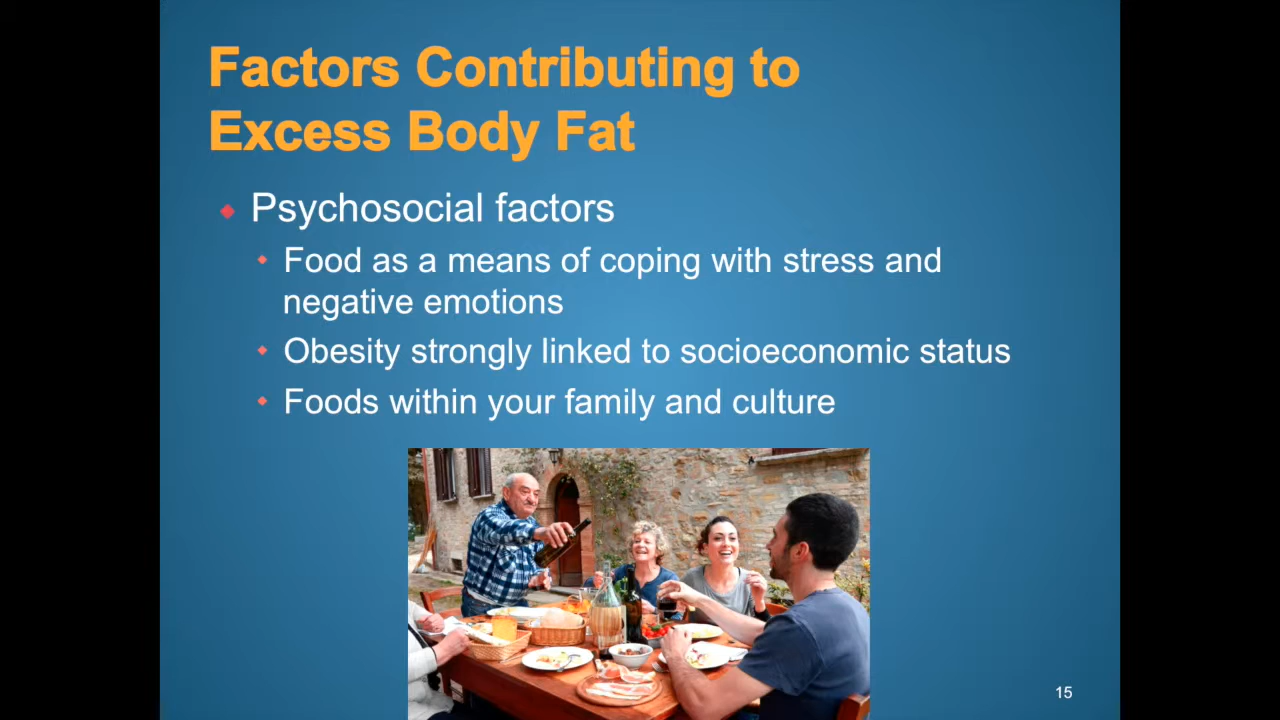 Factors Contributing to
Excess Body Fat
Psychosocial factors
Food as a means of coping with stress and
negative emotions
Obesity strongly linked to socioeconomic status
Foods within your family and culture
15